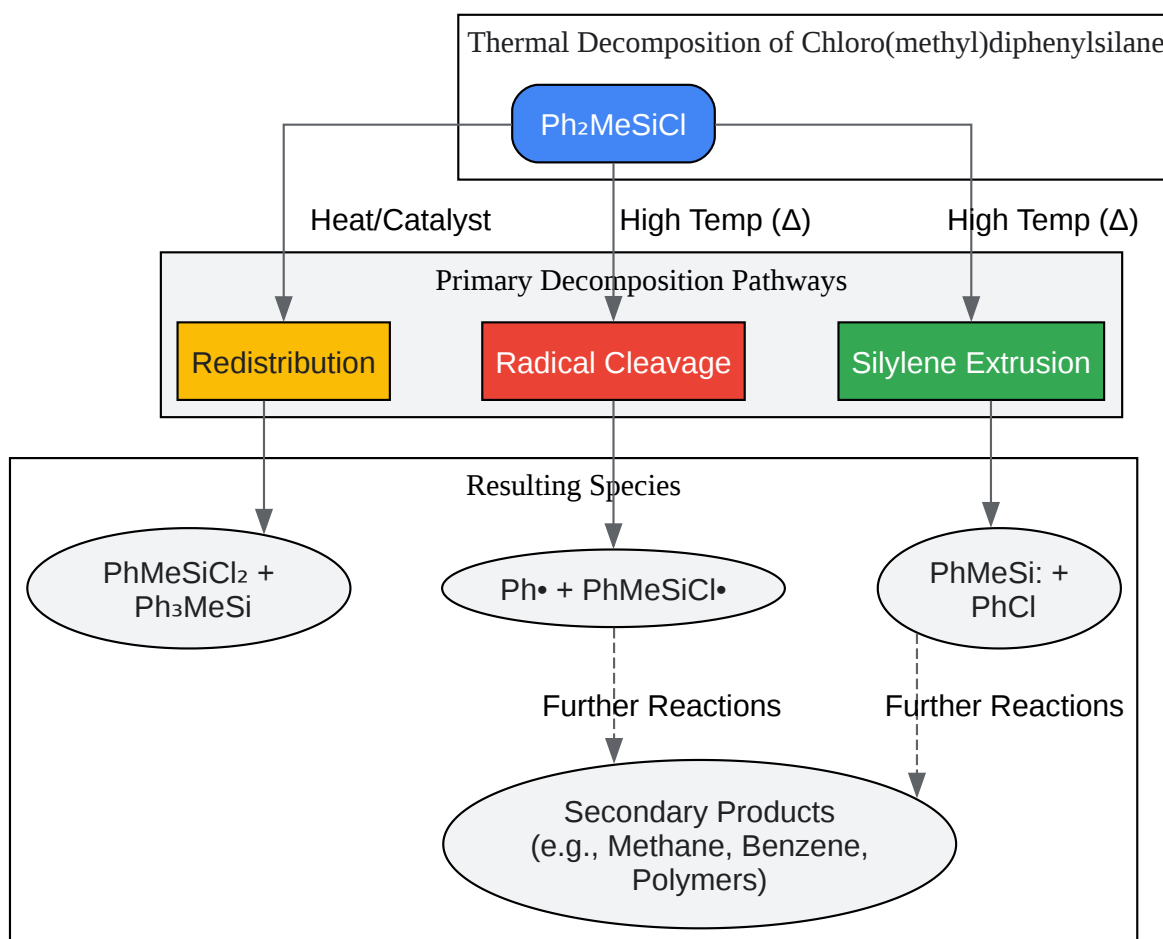 Thermal Decomposition of Chloro(methyl)diphenylsilane
Ph₂MeSiCl
Heat/Catalyst
High Temp (Δ)
High Temp (Δ)
Primary Decomposition Pathways
Redistribution
Radical Cleavage
Silylene Extrusion
Resulting Species
PhMeSiCl₂ +
Ph₃MeSi
Ph• + PhMeSiCl•
PhMeSi: +
PhCl
Further Reactions
Further Reactions
Secondary Products
(e.g., Methane, Benzene,
Polymers)